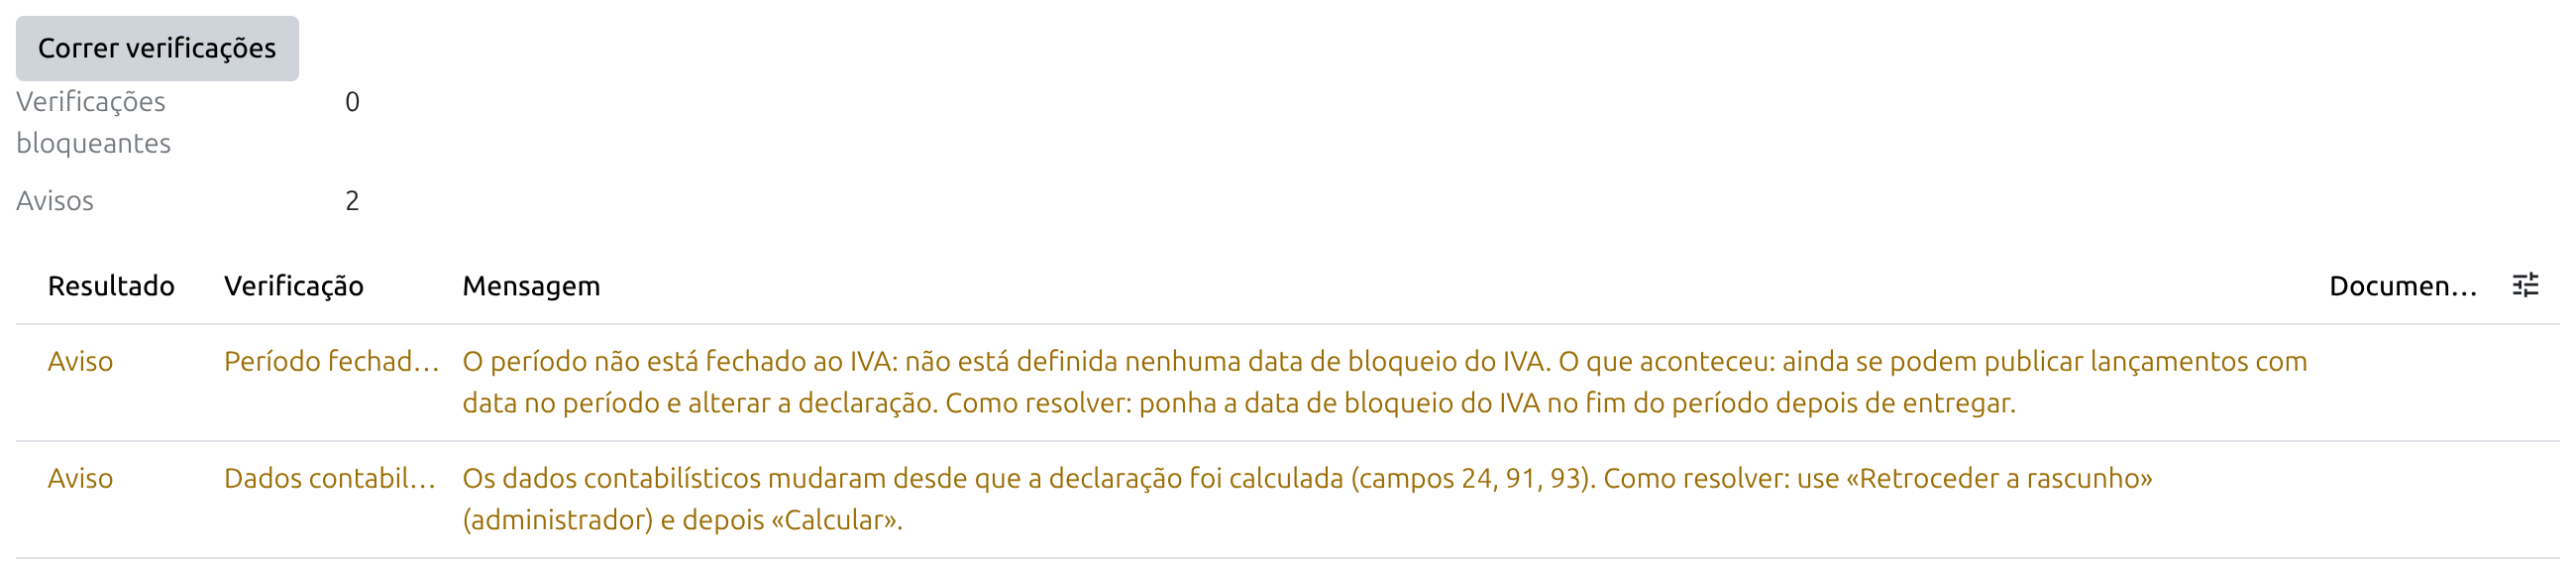 Correr verificações
Verificações
bloqueantes
0
Avisos
2
Resultado Verificação Mensagem Documen…
Aviso Período fechad… O período não está fechado ao IVA: não está definida nenhuma data de bloqueio do IVA. O que aconteceu: ainda se podem publicar lançamentos com
data no período e alterar a declaração. Como resolver: ponha a data de bloqueio do IVA no fim do período depois de entregar.
Aviso Dados contabil… Os dados contabilísticos mudaram desde que a declaração foi calculada (campos 24, 91, 93). Como resolver: use «Retroceder a rascunho»
(administrador) e depois «Calcular».